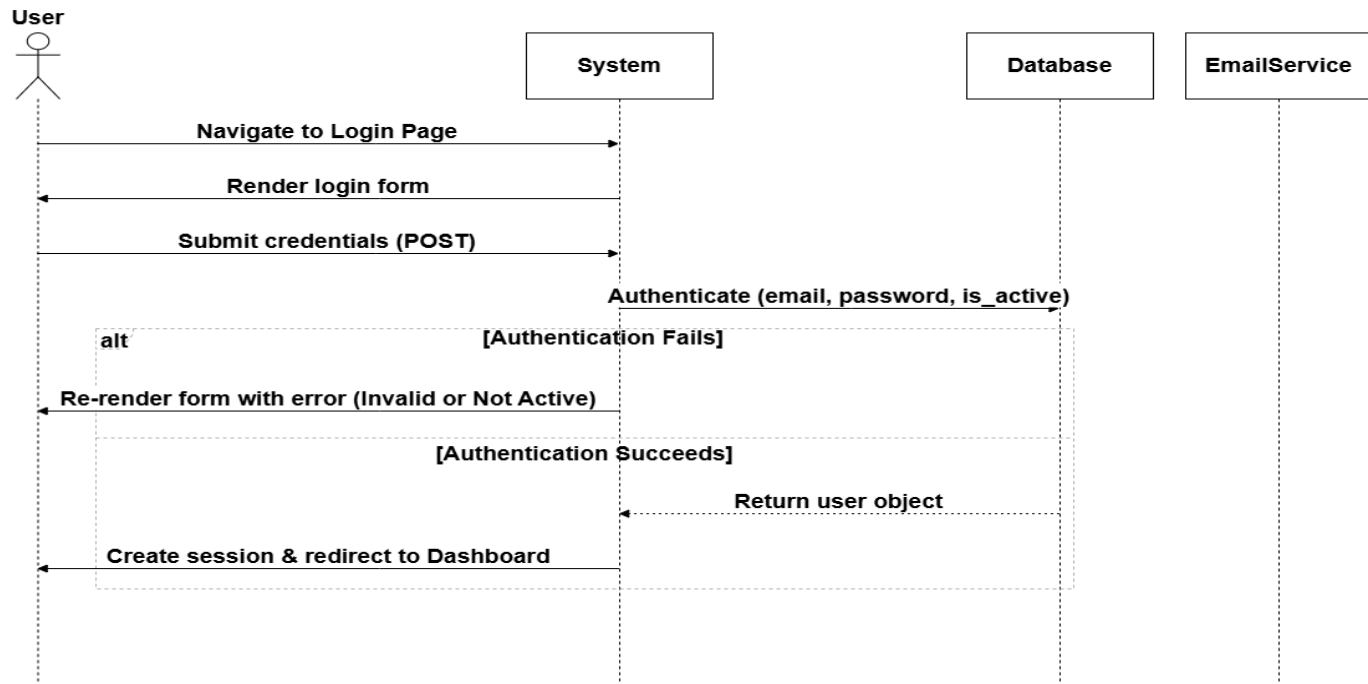 User
System
Database
EmailService
Navigate to Login Page
Render login form
Submit credentials (POST)
Authenticate (email, password, is_active)
alt
[Authentication Fails]
Re-render form with error (Invalid or Not Active)
[Authentication Succeeds]
Return user object
Create session & redirect to Dashboard